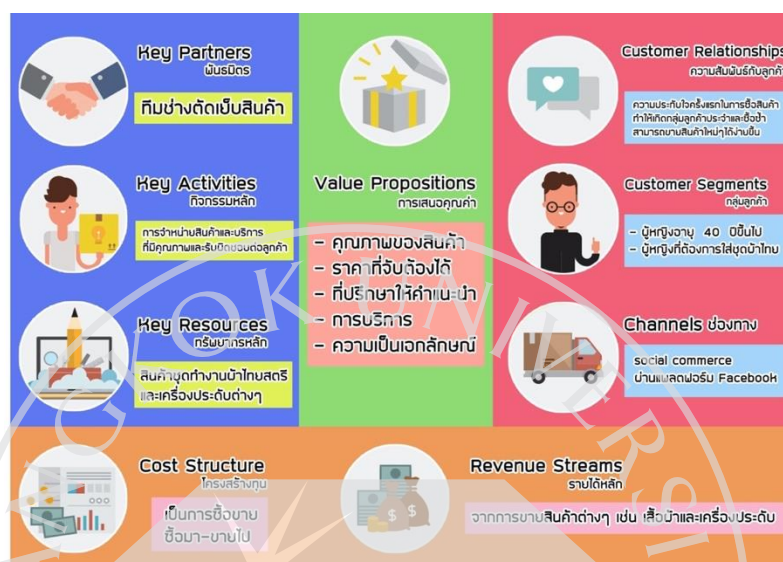 Key Partners
พันธมิตร
ทีมช่างตัดเย็บสินค้า
Key Activities
กิจกรรมหลัก
การจำหน่ายสินค้าและบริการ
ที่มีคุณภาพและรับผิดชอบต่อลูกค้า
Key Resources
ทรัพยากรหลัก
สินค้าชุดทำงานผ้าไทยสตรี
และเครื่องประดับต่างๆ
Value Propositions
การเสนอคุณค่า
- คุณภาพของสินค้า
- ราคาที่จับต้องได้
- ที่ปรึกษาให้คำแนะนำ
- การบริการ
- ความเป็นเอกลักษณ์
Customer Relationships
ความสัมพันธ์กับลูกค้า
ความประทับใจครั้งแรกในการซื้อสินค้า
ทำให้เกิดกลุ่มลูกค้าประจำและซื้อซ้ำ
สามารถขายสินค้าใหม่ๆได้ง่ายขึ้น
Customer Segments
กลุ่มลูกค้า
- ผู้หญิงอายุ 40 ปีขึ้นไป
- ผู้หญิงที่ต้องการใส่ชุดผ้าไทย
Channels ช่องทาง
social commerce
ผ่านแพลตฟอร์ม Facebook
Cost Structure
โครงสร้างทุน
เป็นการซื้อขาย
ซื้อมา-ขายไป
Revenue Streams
รายได้หลัก
จากการขายสินค้าต่างๆ เช่น เสื้อผ้าและเครื่องประดับ